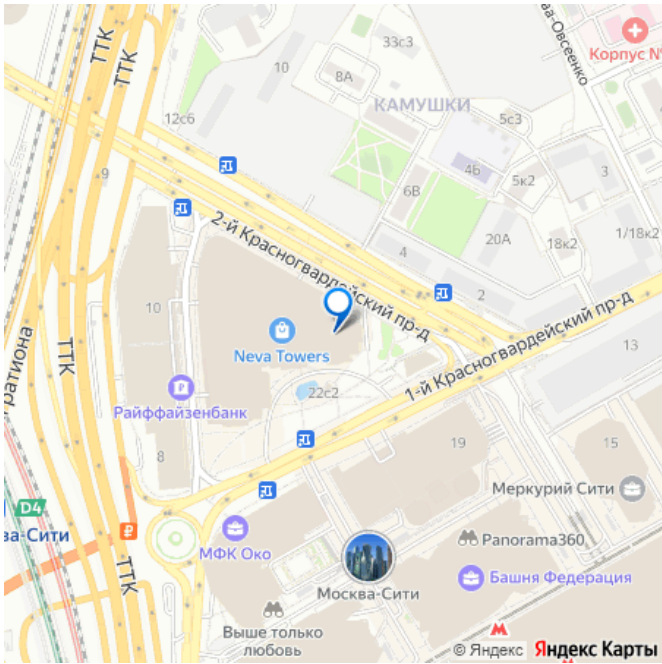 ТТК
ТТК
33с3
Корпус №
10
8А
КАМУШКИ
12с6
5с3
9
4Б
5к2
3
6В
20А
18к2
1/18к2
4
2
2-й Красногвардейский пр-д
10
ТТК
Neva Towers
1-й Красногвардейский пр-д
13
22с2
Райффайзенбанк
8
19
15
Меркурий Сити
D4
ва-Сити
МФК Око
Panorama360
ТТК
Москва-Сити
Башня Федерация
Выше только
любовь
© Яндекс Яндекс Карты